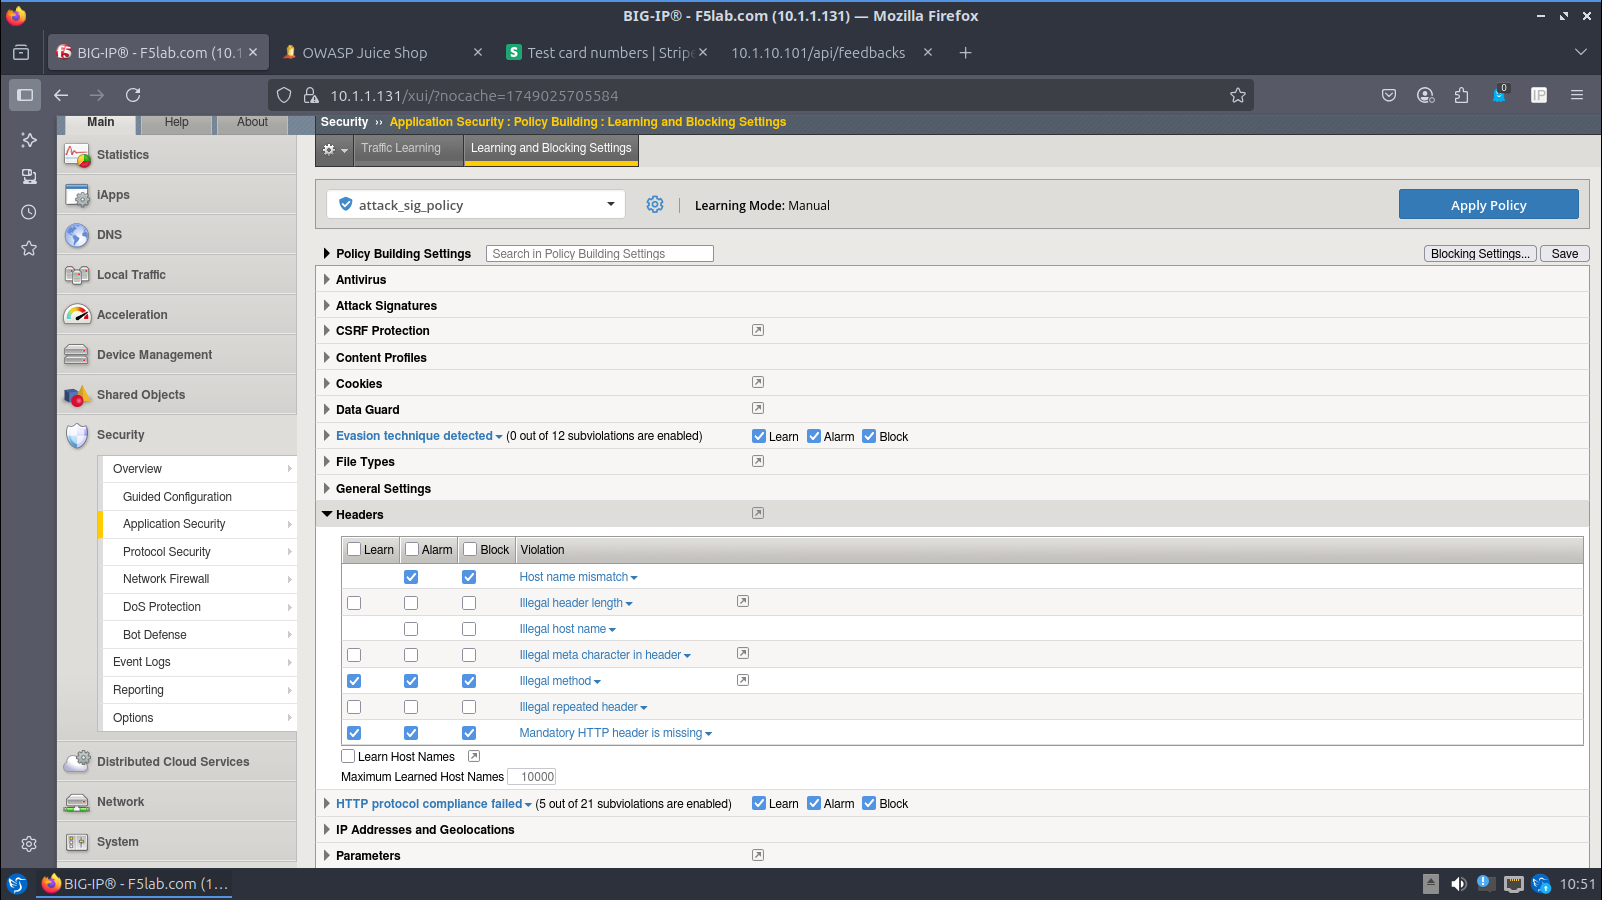 BIG-IP® - F5lab.com (10.1.1.131) — Mozilla Firefox
BIG-IP® - F5lab.com (10.1
OWASP Juice Shop
Test card numbers | Stripe
10.1.10.101/api/feedbacks
10.1.1.131/xui/?nocache=1749025705584
0
IP
Main
Help
About
Security ›› Application Security : Policy Building : Learning and Blocking Settings
Traffic Learning
Learning and Blocking Settings
Statistics
iApps
DNS
Local Traffic
Acceleration
Device Management
Shared Objects
Security
Overview
Guided Configuration
Application Security
Protocol Security
Network Firewall
DoS Protection
Bot Defense
Event Logs
Reporting
Options
Distributed Cloud Services
Network
System
attack_sig_policy
Learning Mode: Manual
Apply Policy
Policy Building Settings
Search in Policy Building Settings
Blocking Settings...
Save
Antivirus
Attack Signatures
CSRF Protection
Content Profiles
Cookies
Data Guard
Evasion technique detected (0 out of 12 subviolations are enabled) Learn Alarm Block
File Types
General Settings
Headers
Learn Alarm Block Violation
Host name mismatch
Illegal header length
Illegal host name
Illegal meta character in header
Illegal method
Illegal repeated header
Mandatory HTTP header is missing
Learn Host Names
Maximum Learned Host Names 10000
HTTP protocol compliance failed (5 out of 21 subviolations are enabled) Learn Alarm Block
IP Addresses and Geolocations
Parameters
BIG-IP® - F5lab.com (1...
10:51